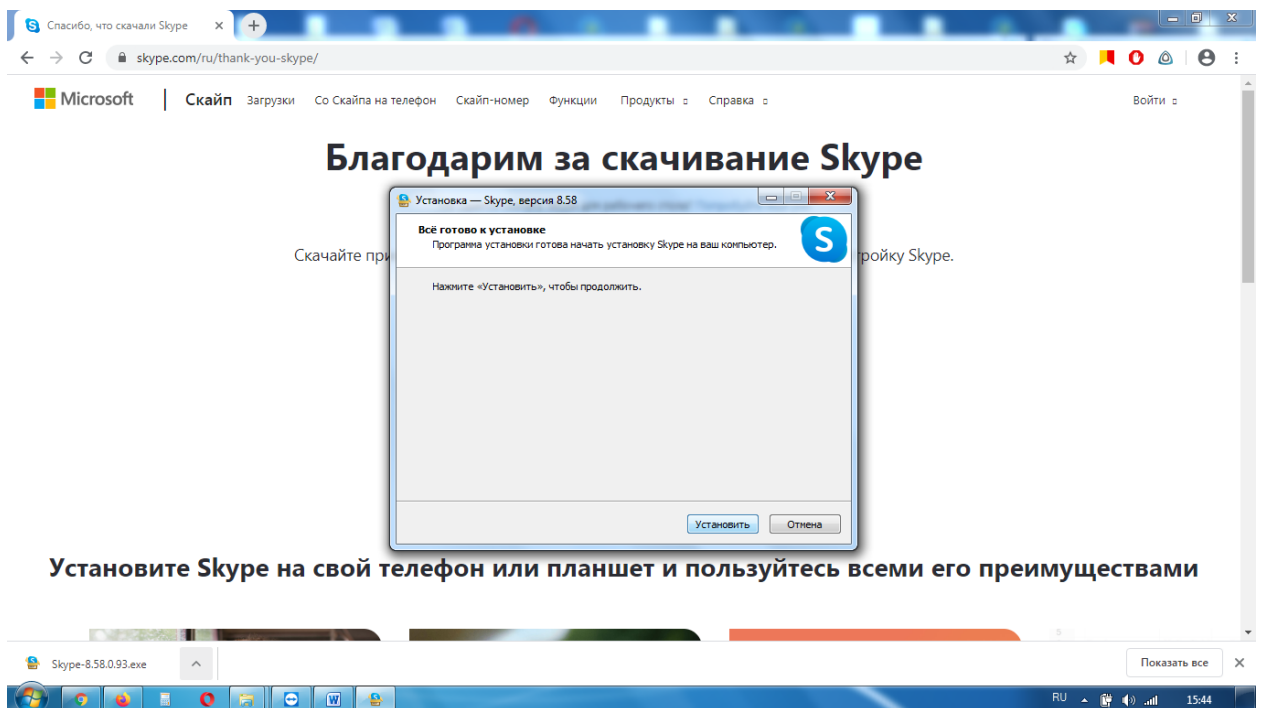 Спасибо, что скачали Skype
skype.com/ru/thank-you-skype/
Microsoft
Скайп Загрузки Со Скайпа на телефон Скайп-номер Функции Продукты Справка Войти
Благодарим за скачивание Skype
Установка — Skype, версия 8.58
Всё готово к установке
Программа установки готова начать установку Skype на ваш компьютер.
S
Скачайте при
ройку Skype.
Нажмите «Установить», чтобы продолжить.
Установить Отмена
Установите Skype на свой телефон или планшет и пользуйтесь всеми его преимуществами
Skype-8.58.0.93.exe
Показать все
RU 15:44